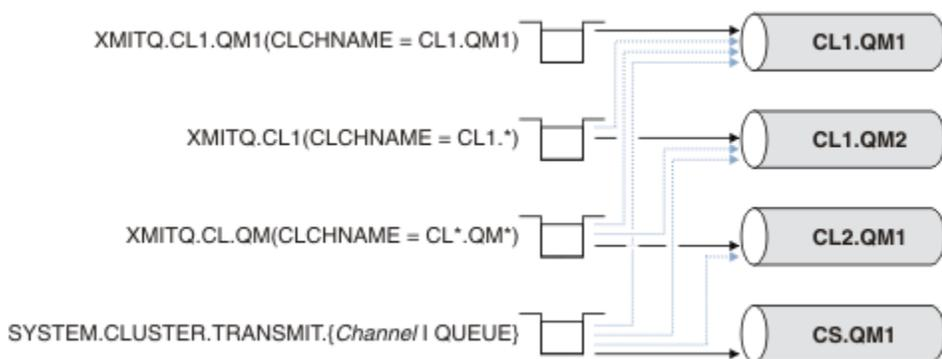 XMITQ.CL1.QM1(CLCHNAME = CL1.QM1)
CL1.QM1
XMITQ.CL1(CLCHNAME = CL1.*)
CL1.QM2
XMITQ.CL.QM(CLCHNAME = CL*.QM*)
CL2.QM1
SYSTEM.CLUSTER.TRANSMIT.{Channel I QUEUE}
CS.QM1